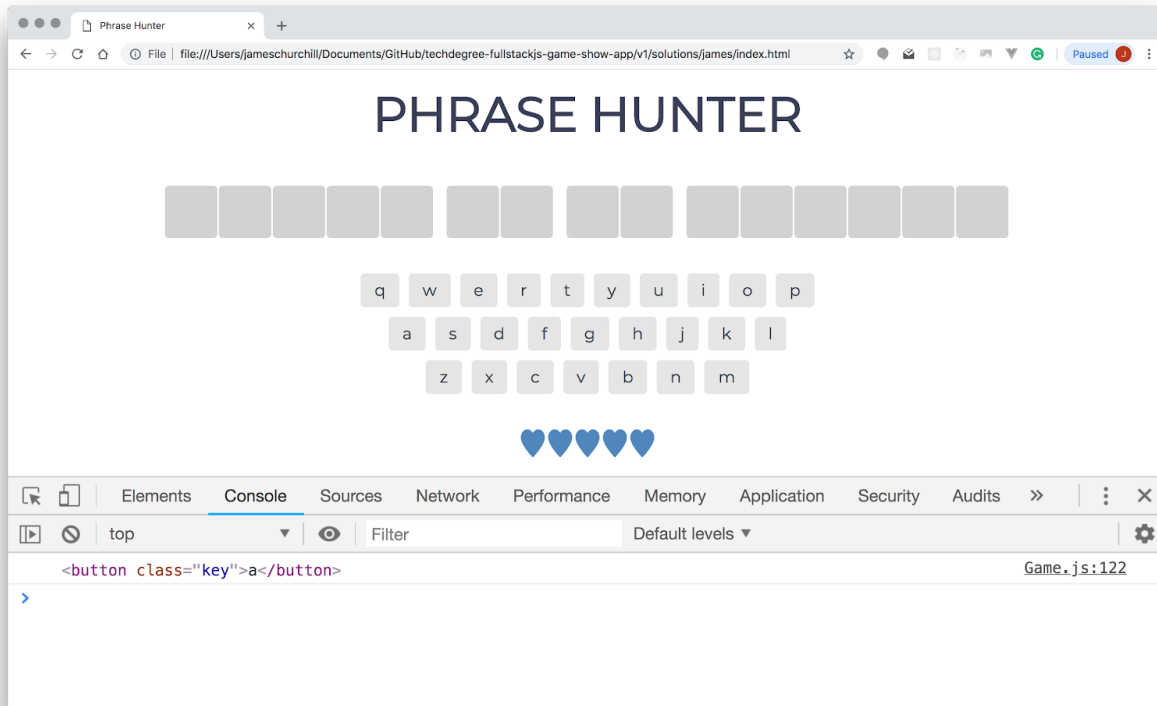 Phrase Hunter
File file:///Users/jameschurchill/Documents/GitHub/techdegree-fullstackjs-game-show-app/v1/solutions/james/index.html Paused J
PHRASE HUNTER
q w e r t y u i o p
a s d f g h j k l
z x c v b n m
Elements Console Sources Network Performance Memory Application Security Audits
top Filter Default levels
<button class="key">a</button> Game.js:122